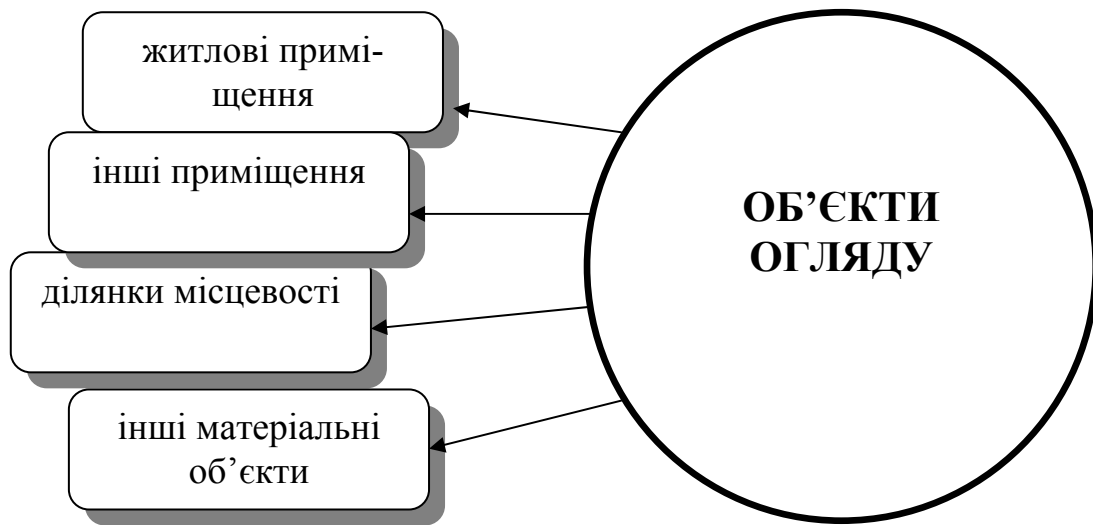 житлові примі-
щення
інші приміщення
ділянки місцевості
інші матеріальні
об’єкти
ОБ’ЄКТИ
ОГЛЯДУ